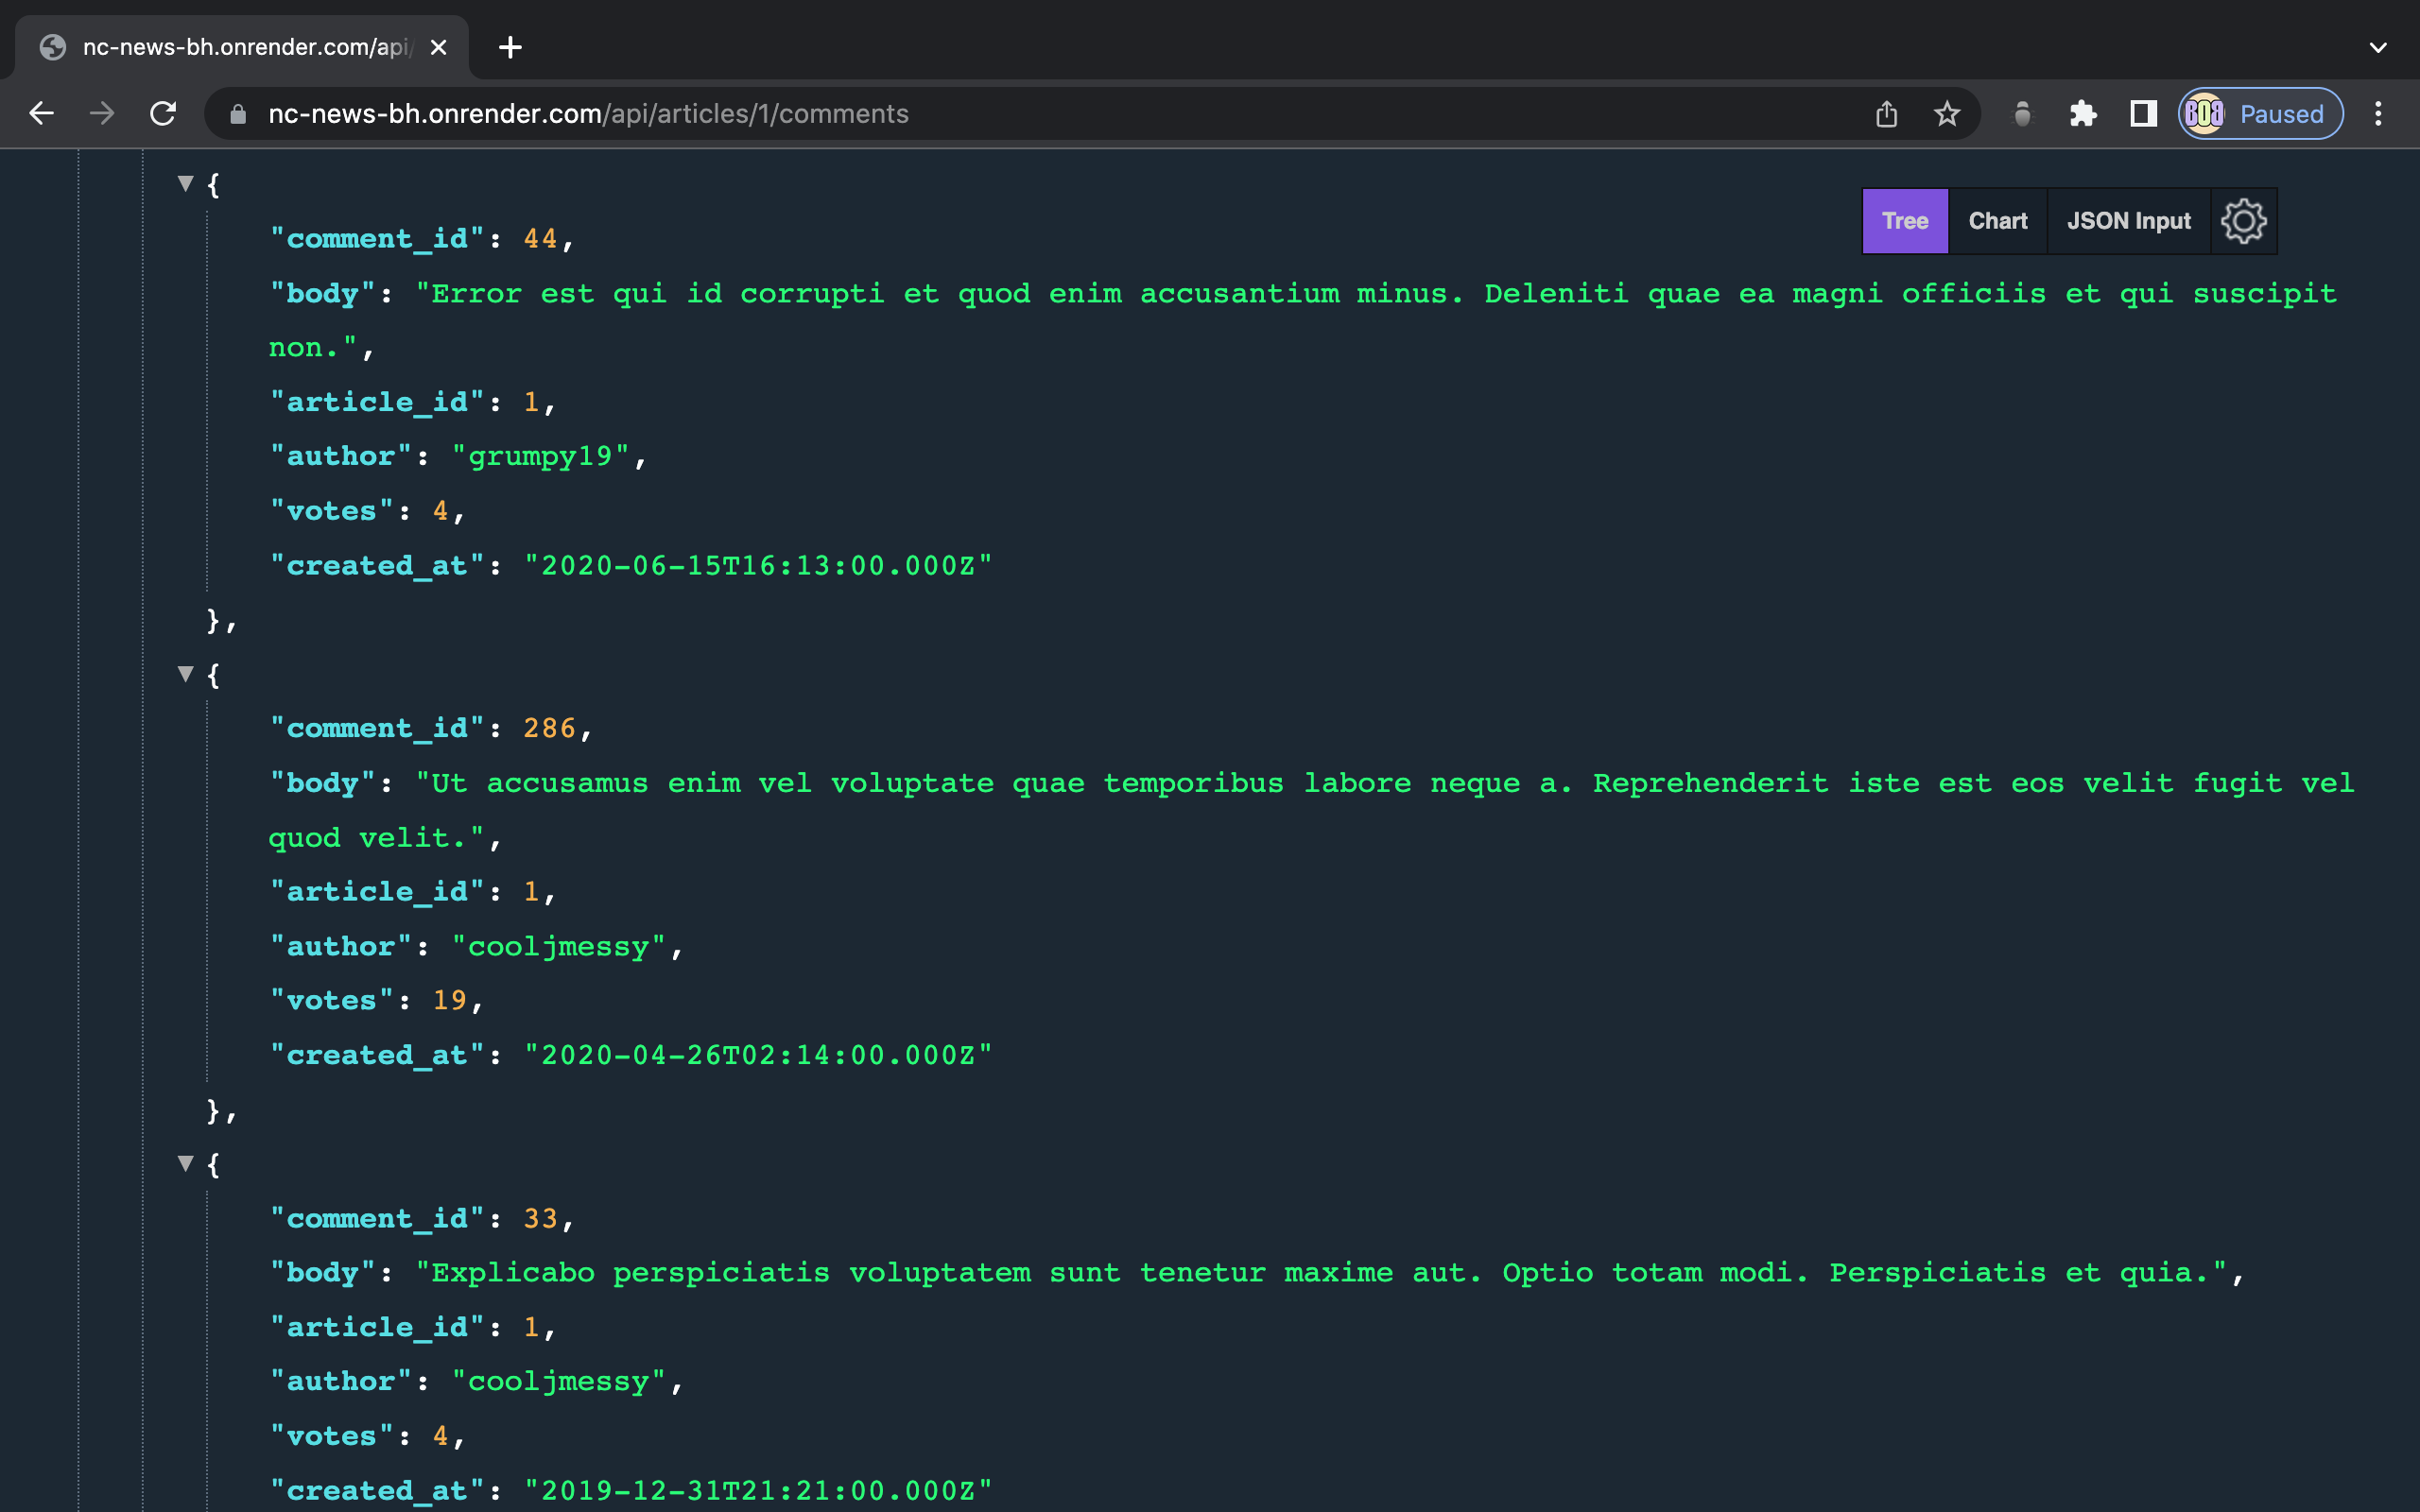 nc-news-bh.onrender.com/api/
nc-news-bh.onrender.com/api/articles/1/comments
BOB Paused
Tree Chart JSON Input
{
"comment_id": 44,
"body": "Error est qui id corrupti et quod enim accusantium minus. Deleniti quae ea magni officiis et qui suscipit
non.",
"article_id": 1,
"author": "grumpy19",
"votes": 4,
"created_at": "2020-06-15T16:13:00.000Z"
},
{
"comment_id": 286,
"body": "Ut accusamus enim vel voluptate quae temporibus labore neque a. Reprehenderit iste est eos velit fugit vel
quod velit.",
"article_id": 1,
"author": "cooljmessy",
"votes": 19,
"created_at": "2020-04-26T02:14:00.000Z"
},
{
"comment_id": 33,
"body": "Explicabo perspiciatis voluptatem sunt tenetur maxime aut. Optio totam modi. Perspiciatis et quia.",
"article_id": 1,
"author": "cooljmessy",
"votes": 4,
"created_at": "2019-12-31T21:21:00.000Z"